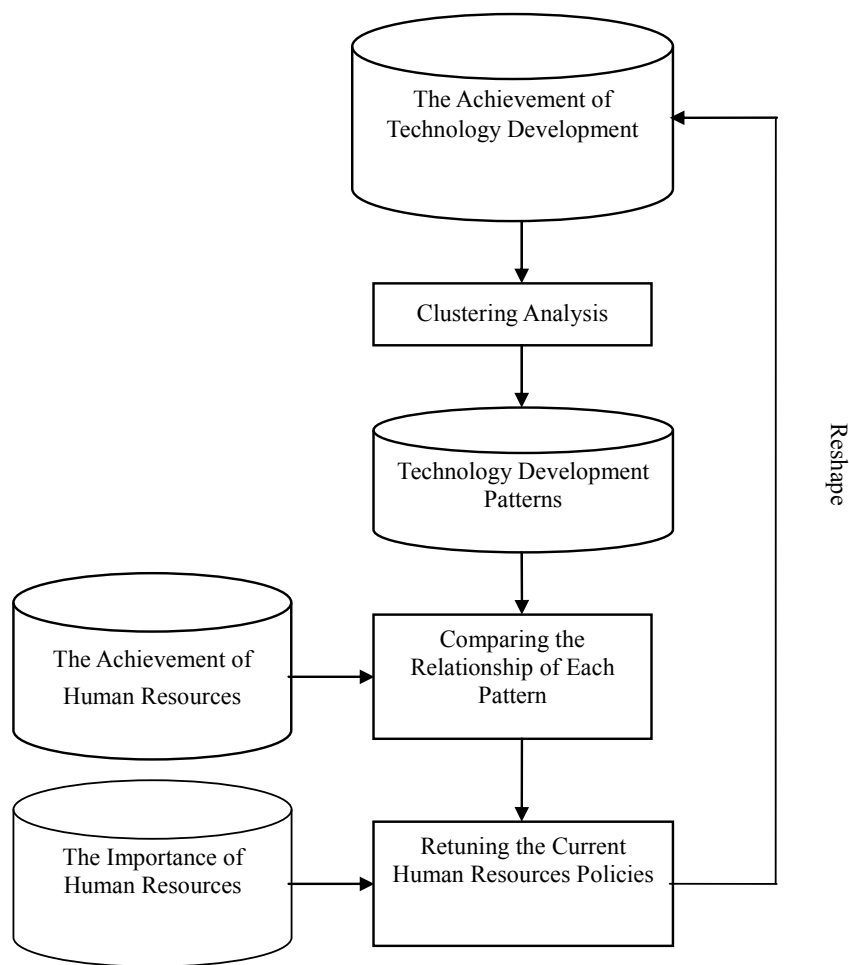 The Achievement of
Technology Development
Clustering Analysis
Technology Development
Patterns
Reshape
The Achievement of
Human Resources
Comparing the
Relationship of Each
Pattern
The Importance of
Human Resources
Retuning the Current
Human Resources Policies